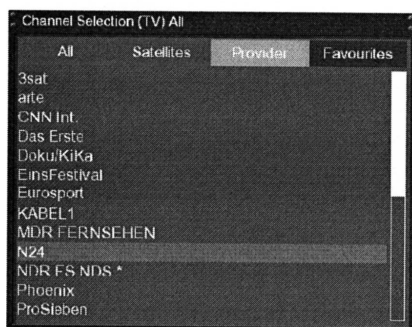 Channel Selection (TV) All
All Satellites Provider Favourites
3sat
arte
CNN Int.
Das Erste
Doku/KiKa
EinsFestival
Eurosport
KABEL1
MDR FERNSEHEN
N24
NDR FS NDS *
Phoenix
ProSieben